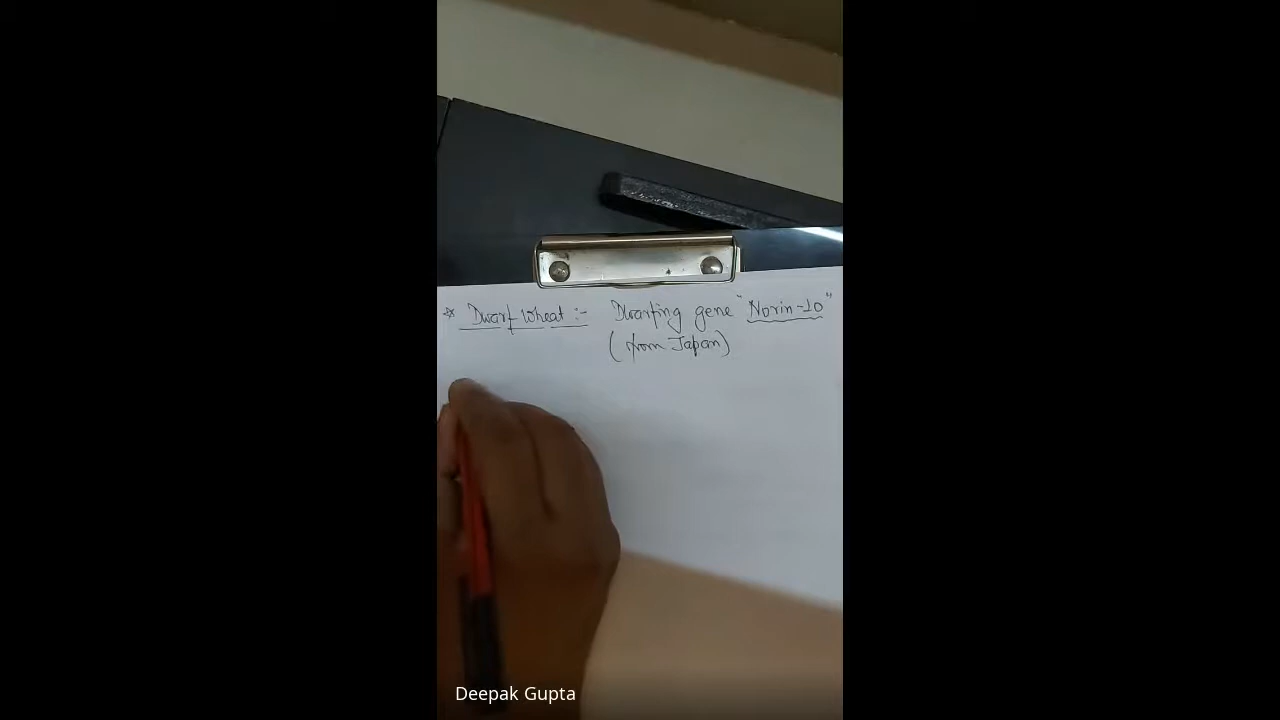 ☆ Dwarf Wheat :- Dwarfing gene "Norin-10"
(from Japan)
Deepak Gupta